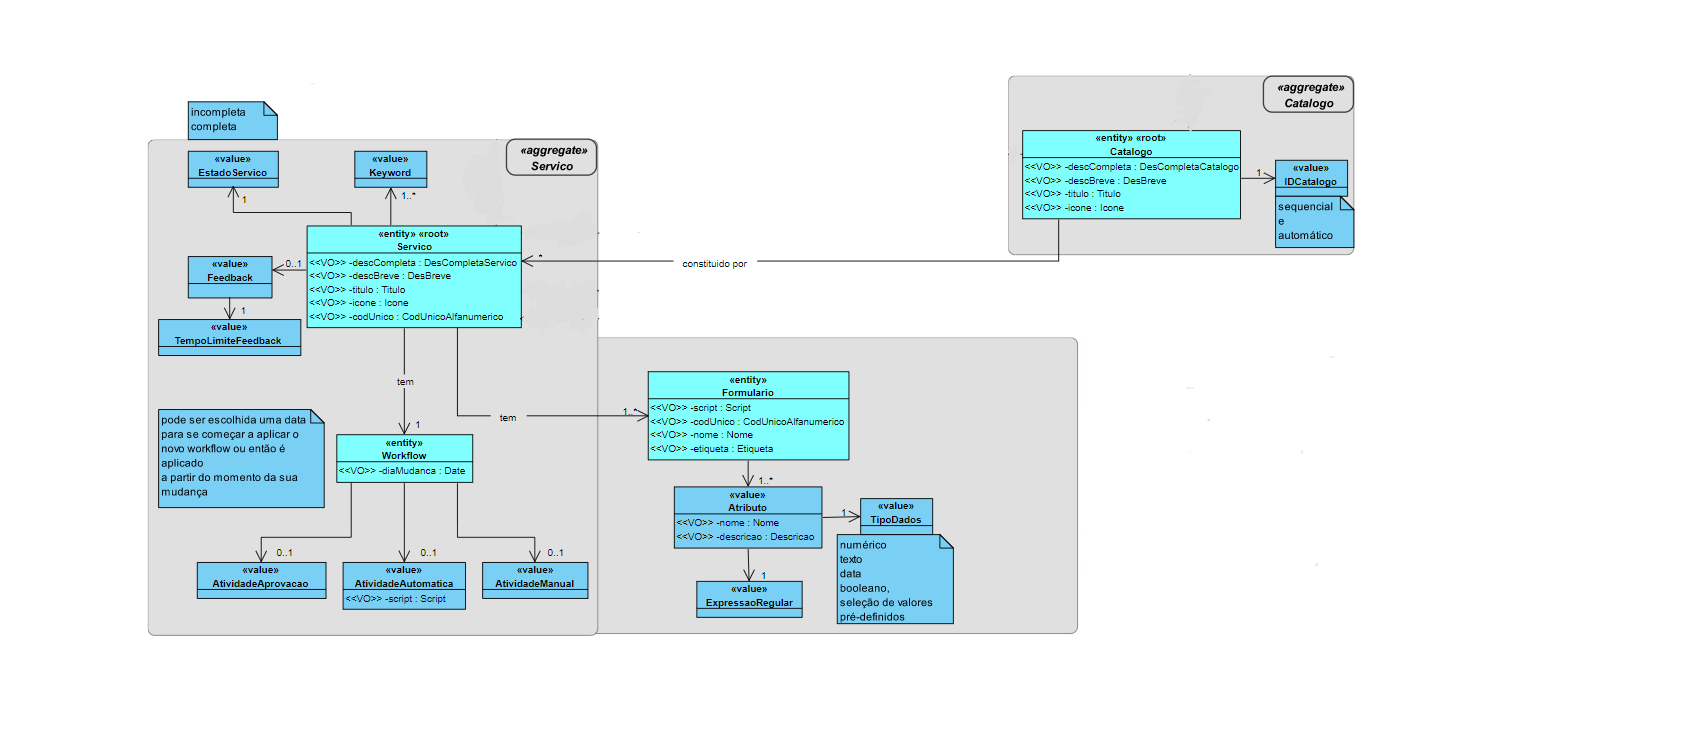 «aggregate»
Catalogo
«entity» «root»
Catalogo
<<VO>> -descCompleta : DesCompletaCatalogo
<<VO>> -descBreve : DesBreve
<<VO>> -titulo : Titulo
<<VO>> -icone : Icone
1
«value»
IDCatalogo
sequencial
e
automático
incompleta
completa
«aggregate»
Servico
«value»
EstadoServico
«value»
Keyword
1
1..*
«entity» «root»
Servico
<<VO>> -descCompleta : DesCompletaServico
<<VO>> -descBreve : DesBreve
<<VO>> -titulo : Titulo
<<VO>> -icone : Icone
<<VO>> -codUnico : CodUnicoAlfanumerico
*
constituido por
«value»
Feedback
0..1
1
«value»
TempoLimiteFeedback
tem
tem
1
1..*
pode ser escolhida uma data
para se começar a aplicar o
novo workflow ou então é
aplicado
a partir do momento da sua
mudança
«entity»
Workflow
<<VO>> -diaMudanca : Date
0..1
0..1
0..1
«value»
AtividadeAprovacao
«value»
AtividadeAutomatica
<<VO>> -script : Script
«value»
AtividadeManual
«entity»
Formulario
<<VO>> -script : Script
<<VO>> -codUnico : CodUnicoAlfanumerico
<<VO>> -nome : Nome
<<VO>> -etiqueta : Etiqueta
1..*
«value»
Atributo
<<VO>> -nome : Nome
<<VO>> -descricao : Descricao
1
«value»
TipoDados
numérico
texto
data
booleano,
seleção de valores
pré-definidos
1
«value»
ExpressaoRegular